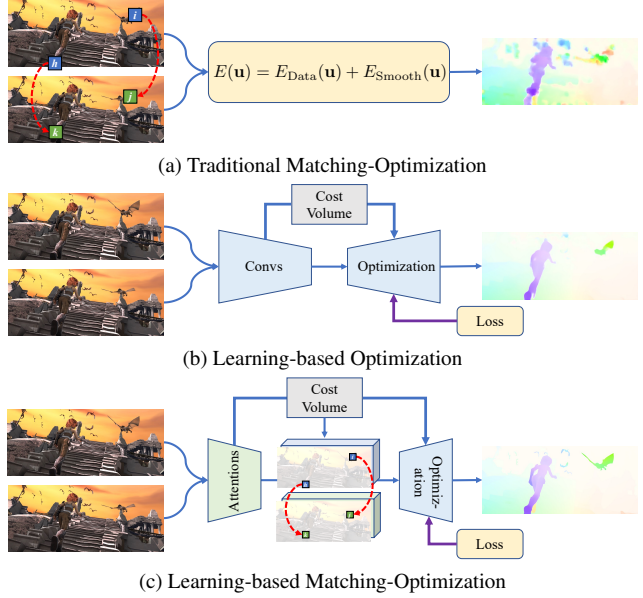 i
h
j
k
E(u) = E_Data(u) + E_Smooth(u)
(a) Traditional Matching-Optimization
Cost
Volume
Convs
Optimization
Loss
(b) Learning-based Optimization
Cost
Volume
Attentions
Optimiz-
ation
Loss
(c) Learning-based Matching-Optimization